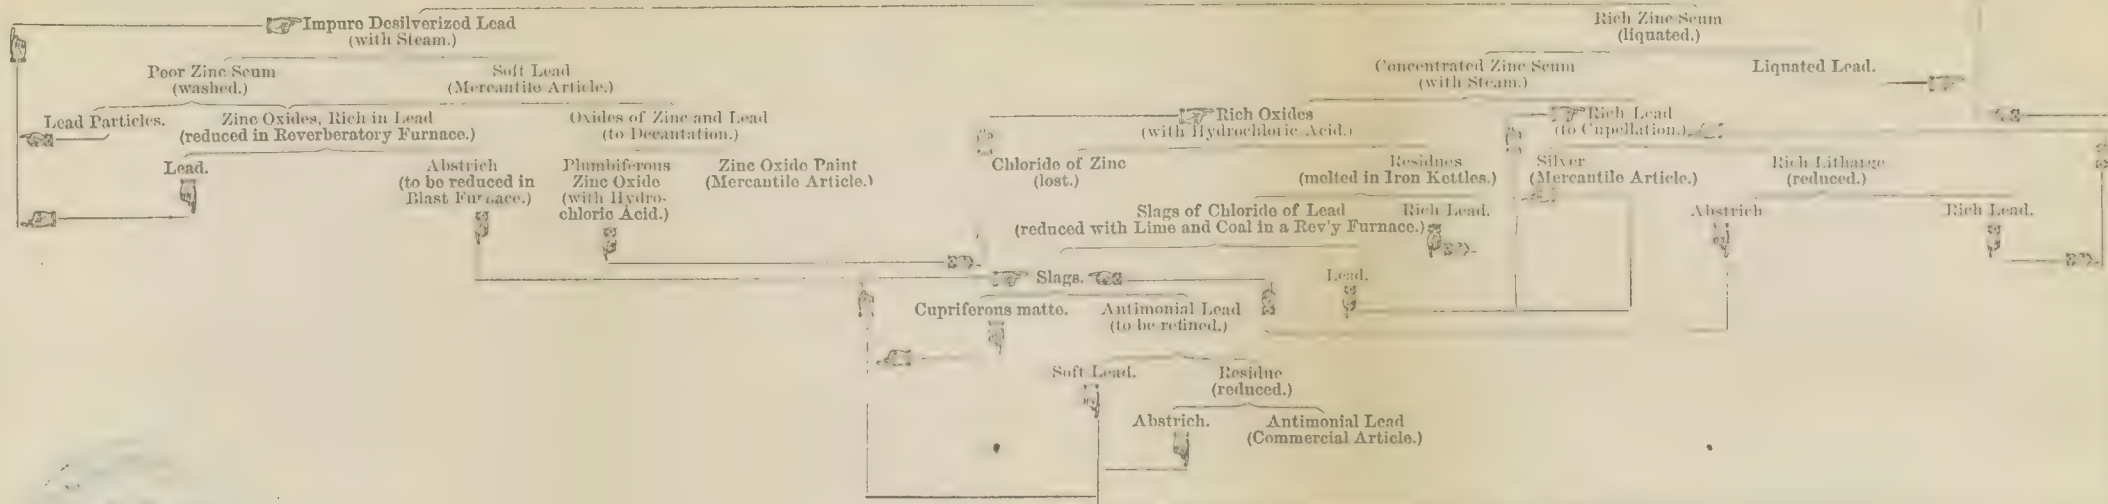 Impure Desilverized Lead
(with Steam.)
Rich Zinc Scum
(liquated.)
Poor Zinc Scum
(washed.)
Soft Lead
(Mercantile Article.)
Concentrated Zinc Scum
(with Steam.)
Liquated Lead.
Lead Particles.
Zinc Oxides, Rich in Lead
(reduced in Reverberatory Furnace.)
Oxides of Zinc and Lead
(to Decantation.)
Rich Oxides
(with Hydrochloric Acid.)
Rich Lead
(to Cupellation.)
Lead.
Abstrich
(to be reduced in
Blast Furnace.)
Plumbiferous
Zinc Oxide
(with Hydro-
chloric Acid.)
Zinc Oxide Paint
(Mercantile Article.)
Chloride of Zinc
(lost.)
Residues
(melted in Iron Kettles.)
Silver
(Mercantile Article.)
Rich Litharge
(reduced.)
Slags of Chloride of Lead
(reduced with Lime and Coal in a Rev'y Furnace.)
Rich Lead.
Abstrich
Rich Lead.
Slags.
Lead.
Cupriferous matte.
Antimonial Lead
(to be refined.)
Soft Lead.
Residue
(reduced.)
Abstrich.
Antimonial Lead
(Commercial Article.)